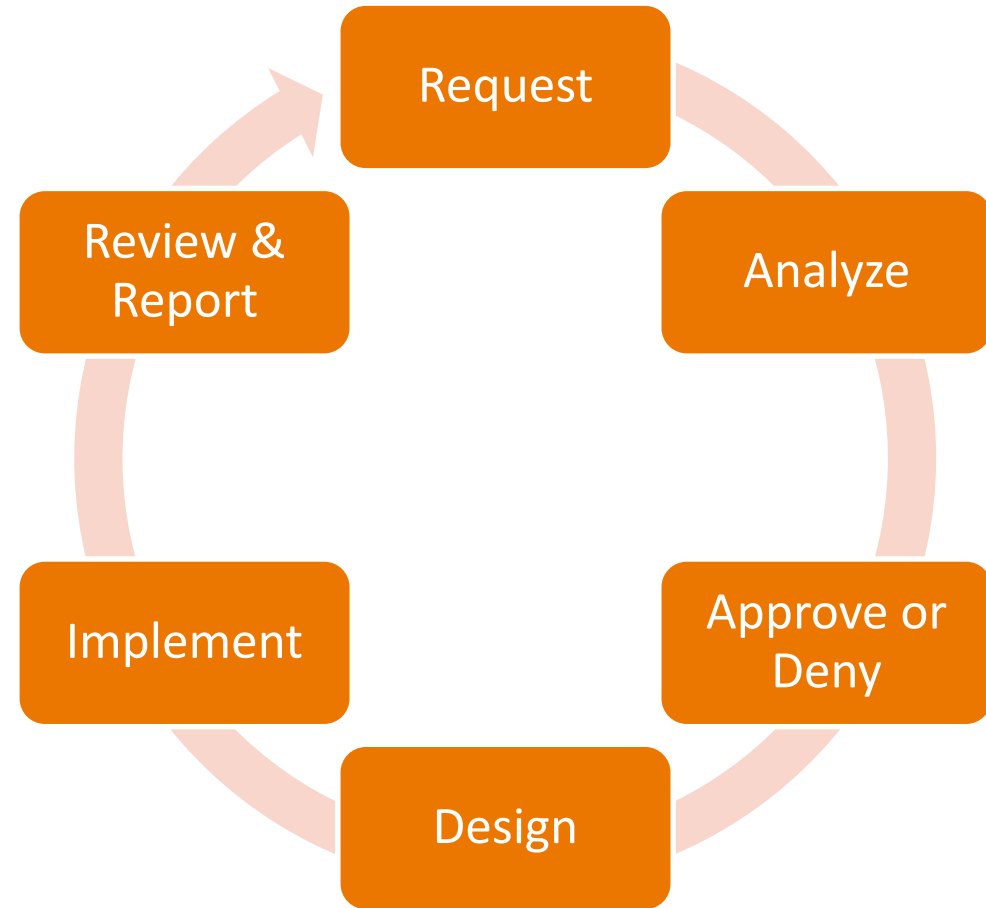 Request
Analyze
Approve or
Deny
Design
Implement
Review &
Report